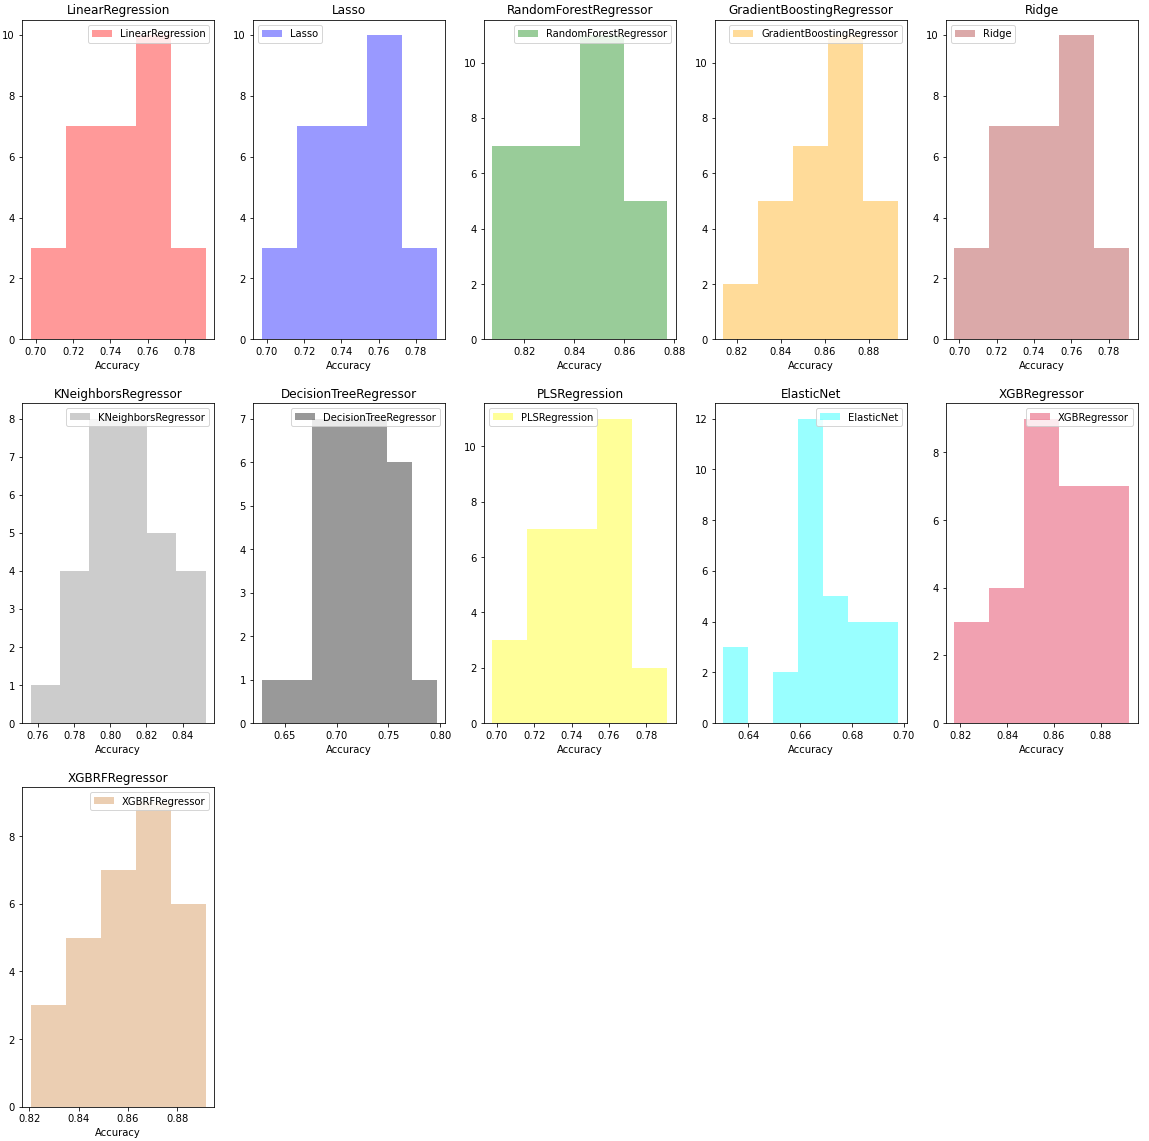 LinearRegression
LinearRegression
10
8
6
4
2
0
0.70 0.72 0.74 0.76 0.78
Accuracy
Lasso
Lasso
10
8
6
4
2
0
0.70 0.72 0.74 0.76 0.78
Accuracy
RandomForestRegressor
RandomForestRegressor
10
8
6
4
2
0
0.82 0.84 0.86 0.88
Accuracy
GradientBoostingRegressor
GradientBoostingRegressor
10
8
6
4
2
0
0.82 0.84 0.86 0.88
Accuracy
Ridge
Ridge
10
8
6
4
2
0
0.70 0.72 0.74 0.76 0.78
Accuracy
KNeighborsRegressor
KNeighborsRegressor
8
7
6
5
4
3
2
1
0
0.76 0.78 0.80 0.82 0.84
Accuracy
DecisionTreeRegressor
DecisionTreeRegressor
7
6
5
4
3
2
1
0
0.65 0.70 0.75 0.80
Accuracy
PLSRegression
PLSRegression
10
8
6
4
2
0
0.70 0.72 0.74 0.76 0.78
Accuracy
ElasticNet
ElasticNet
12
10
8
6
4
2
0
0.64 0.66 0.68 0.70
Accuracy
XGBRegressor
XGBRegressor
8
6
4
2
0
0.82 0.84 0.86 0.88
Accuracy
XGBRFRegressor
XGBRFRegressor
8
6
4
2
0
0.82 0.84 0.86 0.88
Accuracy